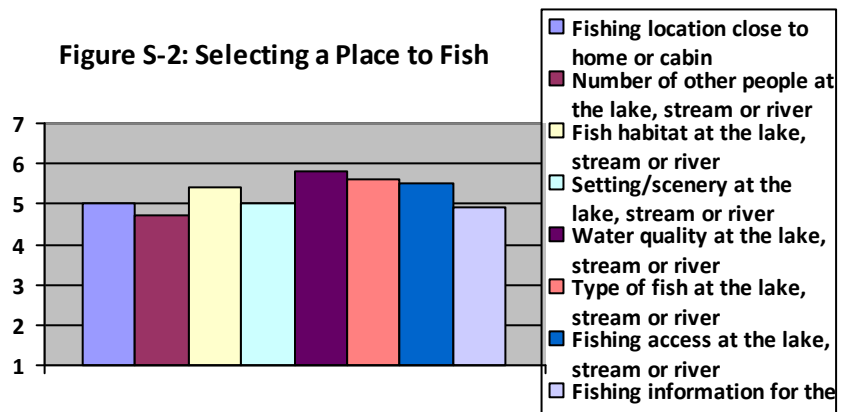 Figure S-2: Selecting a Place to Fish
7
6
5
4
3
2
1
Fishing location close to
home or cabin
Number of other people at
the lake, stream or river
Fish habitat at the lake,
stream or river
Setting/scenery at the
lake, stream or river
Water quality at the lake,
stream or river
Type of fish at the lake,
stream or river
Fishing access at the lake,
stream or river
Fishing information for the